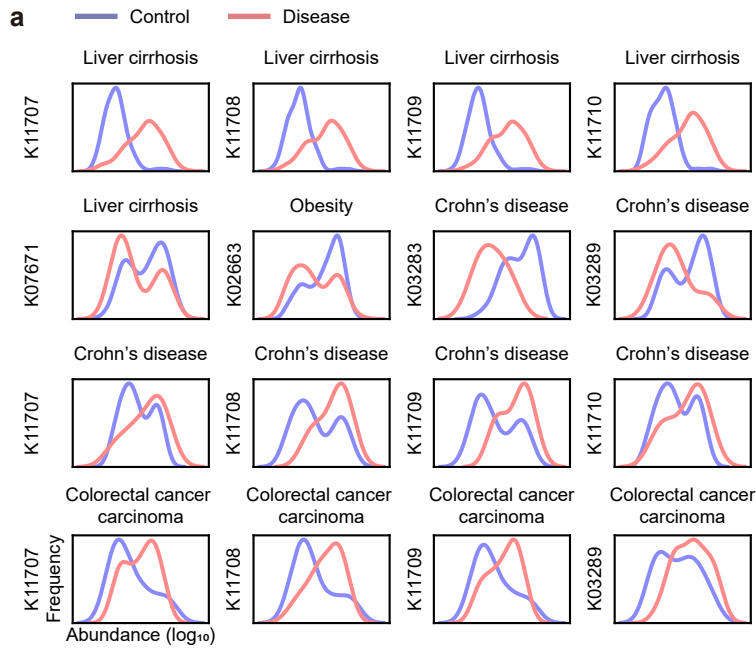 a
Control Disease
Liver cirrhosis Liver cirrhosis Liver cirrhosis Liver cirrhosis
K11707 K11708 K11709 K11710
Liver cirrhosis Obesity Crohn’s disease Crohn’s disease
K07671 K02663 K03283 K03289
Crohn’s disease Crohn’s disease Crohn’s disease Crohn’s disease
K11707 K11708 K11709 K11710
Colorectal cancer Colorectal cancer Colorectal cancer Colorectal cancer
carcinoma carcinoma carcinoma carcinoma
K11707 Frequency K11708 K11709 K03289
Abundance (log₁₀)